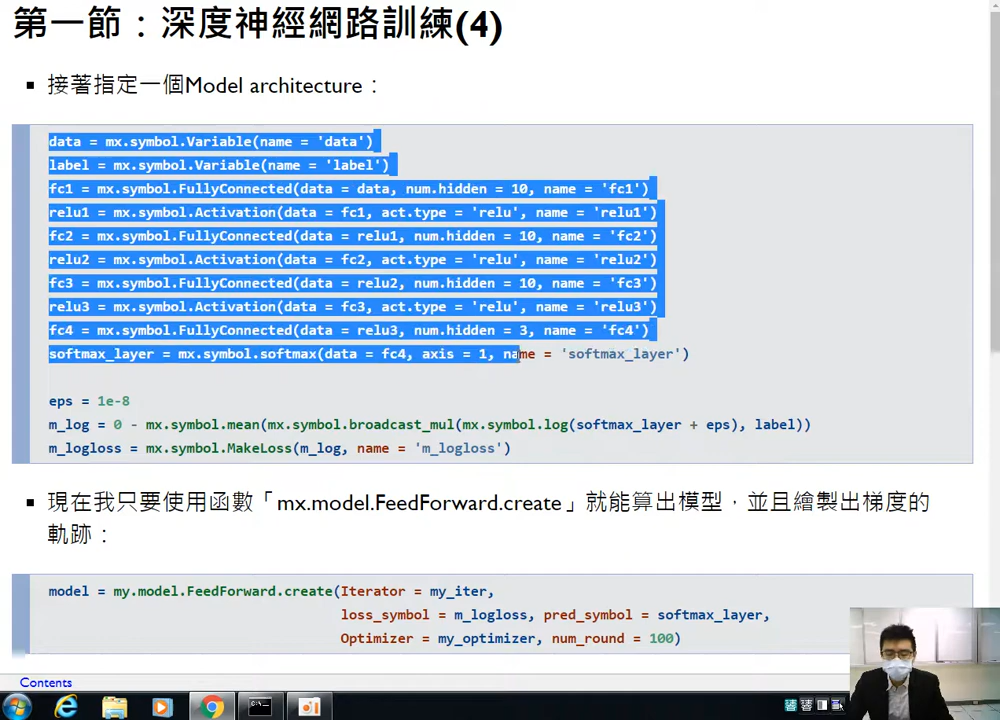 第一節：深度神經網路訓練(4)
接著指定一個Model architecture：
data = mx.symbol.Variable(name = 'data')
label = mx.symbol.Variable(name = 'label')
fc1 = mx.symbol.FullyConnected(data = data, num.hidden = 10, name = 'fc1')
relu1 = mx.symbol.Activation(data = fc1, act.type = 'relu', name = 'relu1')
fc2 = mx.symbol.FullyConnected(data = relu1, num.hidden = 10, name = 'fc2')
relu2 = mx.symbol.Activation(data = fc2, act.type = 'relu', name = 'relu2')
fc3 = mx.symbol.FullyConnected(data = relu2, num.hidden = 10, name = 'fc3')
relu3 = mx.symbol.Activation(data = fc3, act.type = 'relu', name = 'relu3')
fc4 = mx.symbol.FullyConnected(data = relu3, num.hidden = 3, name = 'fc4')
softmax_layer = mx.symbol.softmax(data = fc4, axis = 1, name = 'softmax_layer')
eps = 1e-8
m_log = 0 - mx.symbol.mean(mx.symbol.broadcast_mul(mx.symbol.log(softmax_layer + eps), label))
m_logloss = mx.symbol.MakeLoss(m_log, name = 'm_logloss')
現在我只要使用函數「mx.model.FeedForward.create」就能算出模型，並且繪製出梯度的
軌跡：
model = my.model.FeedForward.create(Iterator = my_iter,
loss_symbol = m_logloss, pred_symbol = softmax_layer,
Optimizer = my_optimizer, num_round = 100)
Contents